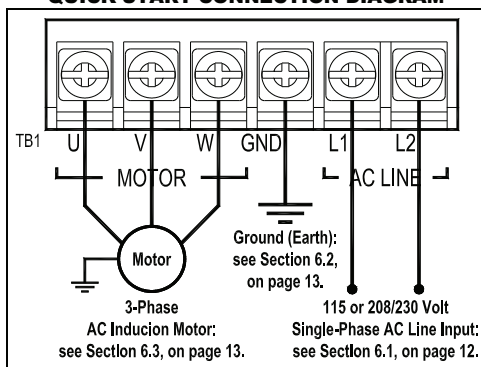 QUICK-START CONNECTION DIAGRAM
TB1 U V W GND L1 L2
MOTOR AC LINE
Motor
Ground (Earth):
see Section 6.2,
on page 13.
3-Phase
AC Inducion Motor:
see Section 6.3, on page 13.
115 or 208/230 Volt
Single-Phase AC Line Input:
see Section 6.1, on page 12.